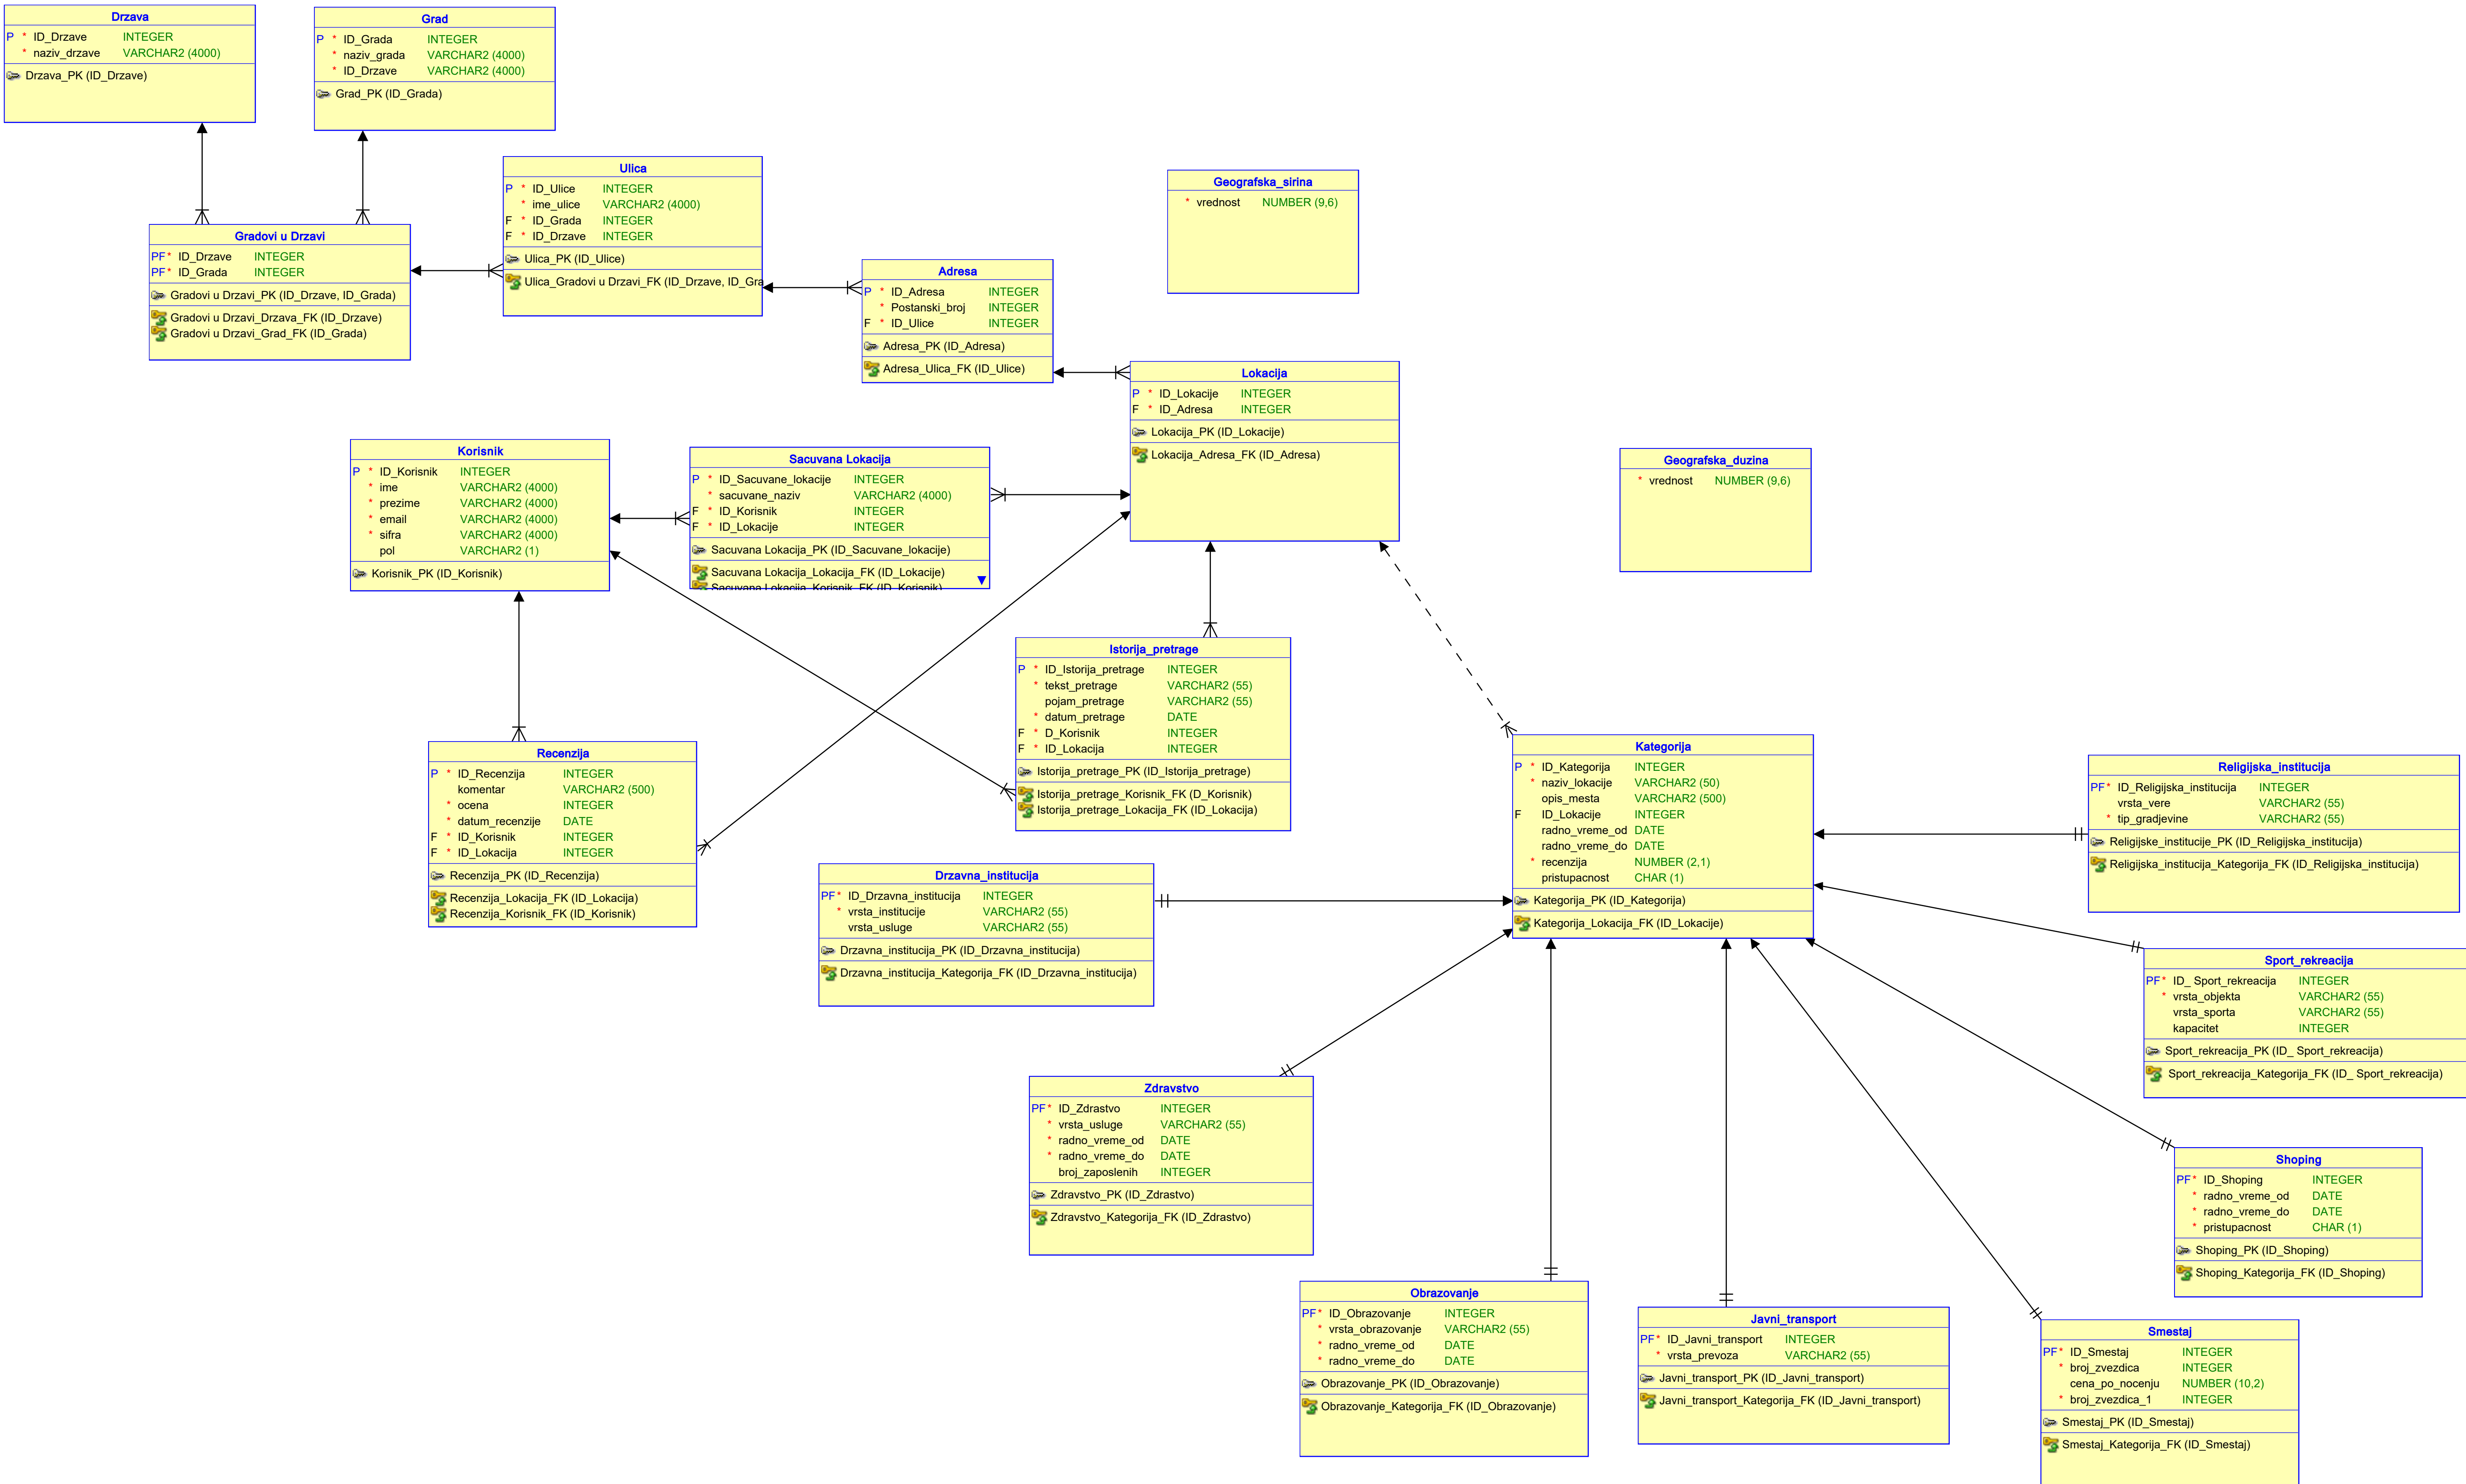 Drzava
P * ID_Drzave INTEGER
* naziv_drzave VARCHAR2 (4000)
Drzava_PK (ID_Drzave)
Grad
P * ID_Grada INTEGER
* naziv_grada VARCHAR2 (4000)
* ID_Drzave VARCHAR2 (4000)
Grad_PK (ID_Grada)
Ulica
P * ID_Ulice INTEGER
* ime_ulice VARCHAR2 (4000)
F * ID_Grada INTEGER
F * ID_Drzave INTEGER
Ulica_PK (ID_Ulice)
Ulica_Gradovi u Drzavi_FK (ID_Drzave, ID_Gra
Geografska_sirina
* vrednost NUMBER (9,6)
Gradovi u Drzavi
PF* ID_Drzave INTEGER
PF* ID_Grada INTEGER
Gradovi u Drzavi_PK (ID_Drzave, ID_Grada)
Gradovi u Drzavi_Drzava_FK (ID_Drzave)
Gradovi u Drzavi_Grad_FK (ID_Grada)
Adresa
P * ID_Adresa INTEGER
* Postanski_broj INTEGER
F * ID_Ulice INTEGER
Adresa_PK (ID_Adresa)
Adresa_Ulica_FK (ID_Ulice)
Lokacija
P * ID_Lokacije INTEGER
F * ID_Adresa INTEGER
Lokacija_PK (ID_Lokacije)
Lokacija_Adresa_FK (ID_Adresa)
Korisnik
P * ID_Korisnik INTEGER
* ime VARCHAR2 (4000)
* prezime VARCHAR2 (4000)
* email VARCHAR2 (4000)
* sifra VARCHAR2 (4000)
pol VARCHAR2 (1)
Korisnik_PK (ID_Korisnik)
Sacuvana Lokacija
P * ID_Sacuvane_lokacije INTEGER
* sacuvane_naziv VARCHAR2 (4000)
F * ID_Korisnik INTEGER
F * ID_Lokacije INTEGER
Sacuvana Lokacija_PK (ID_Sacuvane_lokacije)
Sacuvana Lokacija_Lokacija_FK (ID_Lokacije)
Sacuvana Lokacija_Korisnik_FK (ID_Korisnik)
Geografska_duzina
* vrednost NUMBER (9,6)
Istorija_pretrage
P * ID_Istorija_pretrage INTEGER
* tekst_pretrage VARCHAR2 (55)
pojam_pretrage VARCHAR2 (55)
* datum_pretrage DATE
F * D_Korisnik INTEGER
F * ID_Lokacija INTEGER
Istorija_pretrage_PK (ID_Istorija_pretrage)
Istorija_pretrage_Korisnik_FK (D_Korisnik)
Istorija_pretrage_Lokacija_FK (ID_Lokacija)
Recenzija
P * ID_Recenzija INTEGER
komentar VARCHAR2 (500)
* ocena INTEGER
* datum_recenzije DATE
F * ID_Korisnik INTEGER
F * ID_Lokacija INTEGER
Recenzija_PK (ID_Recenzija)
Recenzija_Lokacija_FK (ID_Lokacija)
Recenzija_Korisnik_FK (ID_Korisnik)
Kategorija
P * ID_Kategorija INTEGER
* naziv_lokacije VARCHAR2 (50)
opis_mesta VARCHAR2 (500)
F ID_Lokacije INTEGER
radno_vreme_od DATE
radno_vreme_do DATE
* recenzija NUMBER (2,1)
pristupacnost CHAR (1)
Kategorija_PK (ID_Kategorija)
Kategorija_Lokacija_FK (ID_Lokacije)
Religijska_institucija
PF* ID_Religijska_institucija INTEGER
vrsta_vere VARCHAR2 (55)
* tip_gradjevine VARCHAR2 (55)
Religijske_institucije_PK (ID_Religijska_institucija)
Religijska_institucija_Kategorija_FK (ID_Religijska_institucija)
Drzavna_institucija
PF* ID_Drzavna_institucija INTEGER
* vrsta_institucije VARCHAR2 (55)
vrsta_usluge VARCHAR2 (55)
Drzavna_institucija_PK (ID_Drzavna_institucija)
Drzavna_institucija_Kategorija_FK (ID_Drzavna_institucija)
Sport_rekreacija
PF* ID_ Sport_rekreacija INTEGER
* vrsta_objekta VARCHAR2 (55)
vrsta_sporta VARCHAR2 (55)
kapacitet INTEGER
Sport_rekreacija_PK (ID_ Sport_rekreacija)
Sport_rekreacija_Kategorija_FK (ID_ Sport_rekreacija)
Zdravstvo
PF* ID_Zdrastvo INTEGER
* vrsta_usluge VARCHAR2 (55)
* radno_vreme_od DATE
* radno_vreme_do DATE
broj_zaposlenih INTEGER
Zdravstvo_PK (ID_Zdrastvo)
Zdravstvo_Kategorija_FK (ID_Zdrastvo)
Shoping
PF* ID_Shoping INTEGER
* radno_vreme_od DATE
* radno_vreme_do DATE
* pristupacnost CHAR (1)
Shoping_PK (ID_Shoping)
Shoping_Kategorija_FK (ID_Shoping)
Obrazovanje
PF* ID_Obrazovanje INTEGER
* vrsta_obrazovanje VARCHAR2 (55)
* radno_vreme_od DATE
* radno_vreme_do DATE
Obrazovanje_PK (ID_Obrazovanje)
Obrazovanje_Kategorija_FK (ID_Obrazovanje)
Javni_transport
PF* ID_Javni_transport INTEGER
* vrsta_prevoza VARCHAR2 (55)
Javni_transport_PK (ID_Javni_transport)
Javni_transport_Kategorija_FK (ID_Javni_transport)
Smestaj
PF* ID_Smestaj INTEGER
* broj_zvezdica INTEGER
cena_po_nocenju NUMBER (10,2)
* broj_zvezdica_1 INTEGER
Smestaj_PK (ID_Smestaj)
Smestaj_Kategorija_FK (ID_Smestaj)